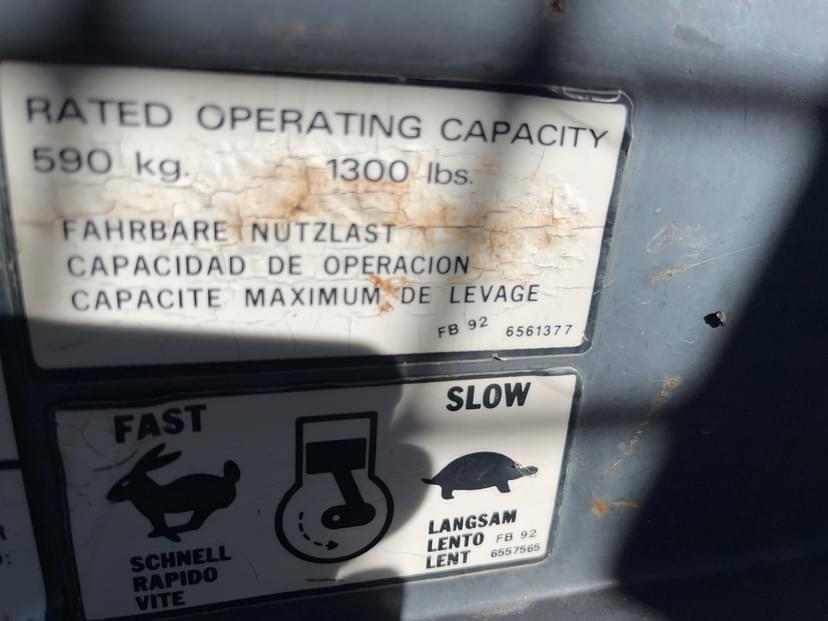 RATED OPERATING CAPACITY
590 kg. 1300 lbs.
FAHRBARE NUTZLAST
CAPACIDAD DE OPERACION
CAPACITE MAXIMUM DE LEVAGE
FB 92 6561377
FAST
SLOW
SCHNELL
RAPIDO
VITE
LANGSAM
LENTO FB 92
LENT 6557565